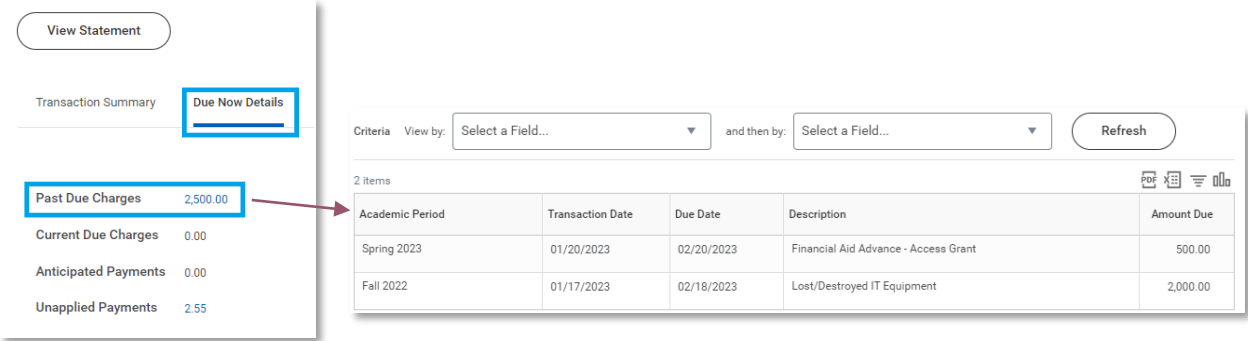 View Statement
Transaction Summary Due Now Details
Past Due Charges 2,500.00
Current Due Charges 0.00
Anticipated Payments 0.00
Unapplied Payments 2.55
Criteria View by: Select a Field... and then by: Select a Field... Refresh
2 items PDF X
Academic Period Transaction Date Due Date Description Amount Due
Spring 2023 01/20/2023 02/20/2023 Financial Aid Advance - Access Grant 500.00
Fall 2022 01/17/2023 02/18/2023 Lost/Destroyed IT Equipment 2,000.00